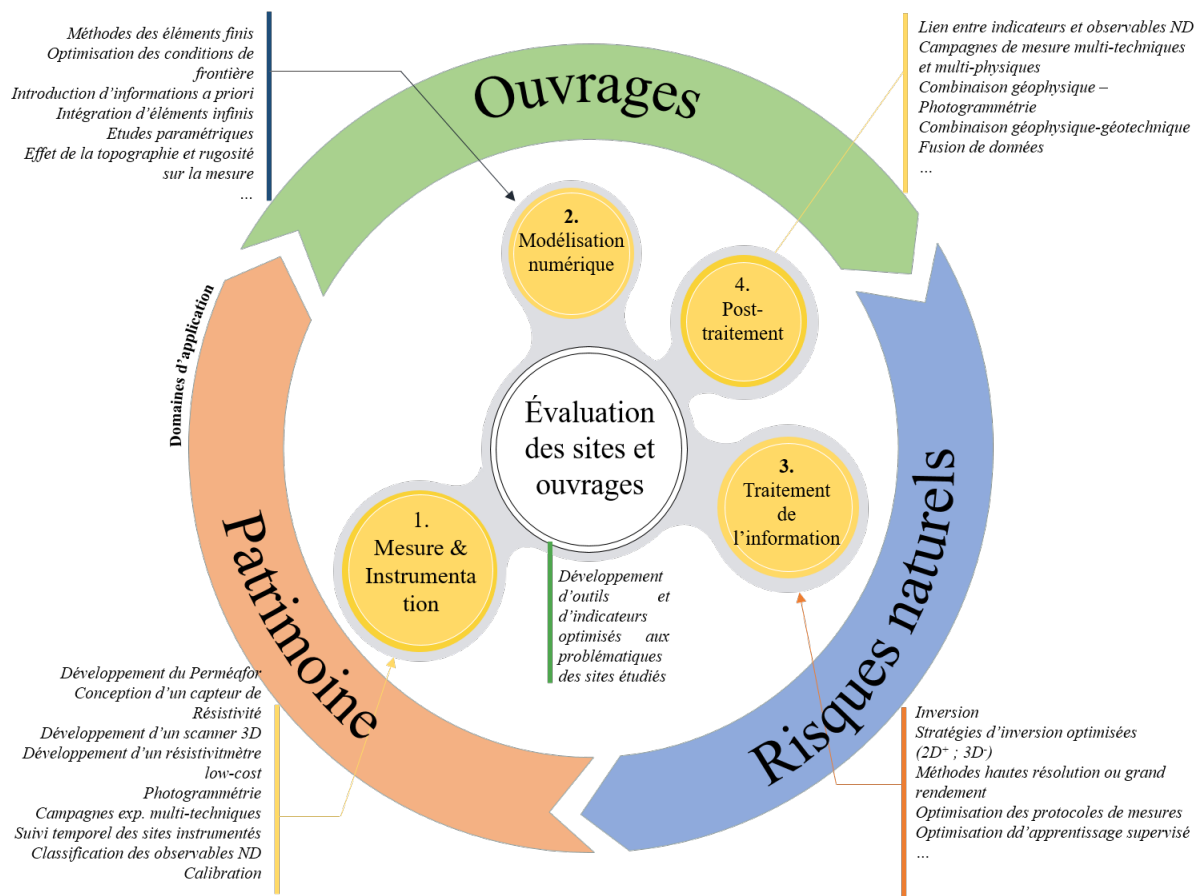 Méthodes des éléments finis
Optimisation des conditions de
frontière
Introduction d'informations a priori
Intégration d'éléments infinis
Etudes paramétriques
Effet de la topographie et rugosité
sur la mesure
...
Lien entre indicateurs et observables ND
Campagnes de mesure multi-techniques
et multi-physiques
Combinaison géophysique –
Photogrammétrie
Combinaison géophysique-géotechnique
Fusion de données
...
Ouvrages
2.
Modélisation
numérique
4.
Post-
traitement
Domaines d'application
Évaluation
des sites et
ouvrages
3.
Traitement
de
l'information
1.
Mesure &
Instrumenta
tion
Patrimoine
Risques naturels
Développement
d'outils et
d'indicateurs
optimisés aux
problématiques
des sites étudiés
Développement du Perméafor
Conception d'un capteur de
Résistivité
Développement d'un scanner 3D
Développement d'un résistivitmètre
low-cost
Photogrammétrie
Campagnes exp. multi-techniques
Suivi temporel des sites instrumentés
Classification des observables ND
Calibration
Inversion
Stratégies d'inversion optimisées
(2D⁺ ; 3D⁻)
Méthodes hautes résolution ou grand
rendement
Optimisation des protocoles de mesures
Optimisation dd'apprentissage supervisé
...